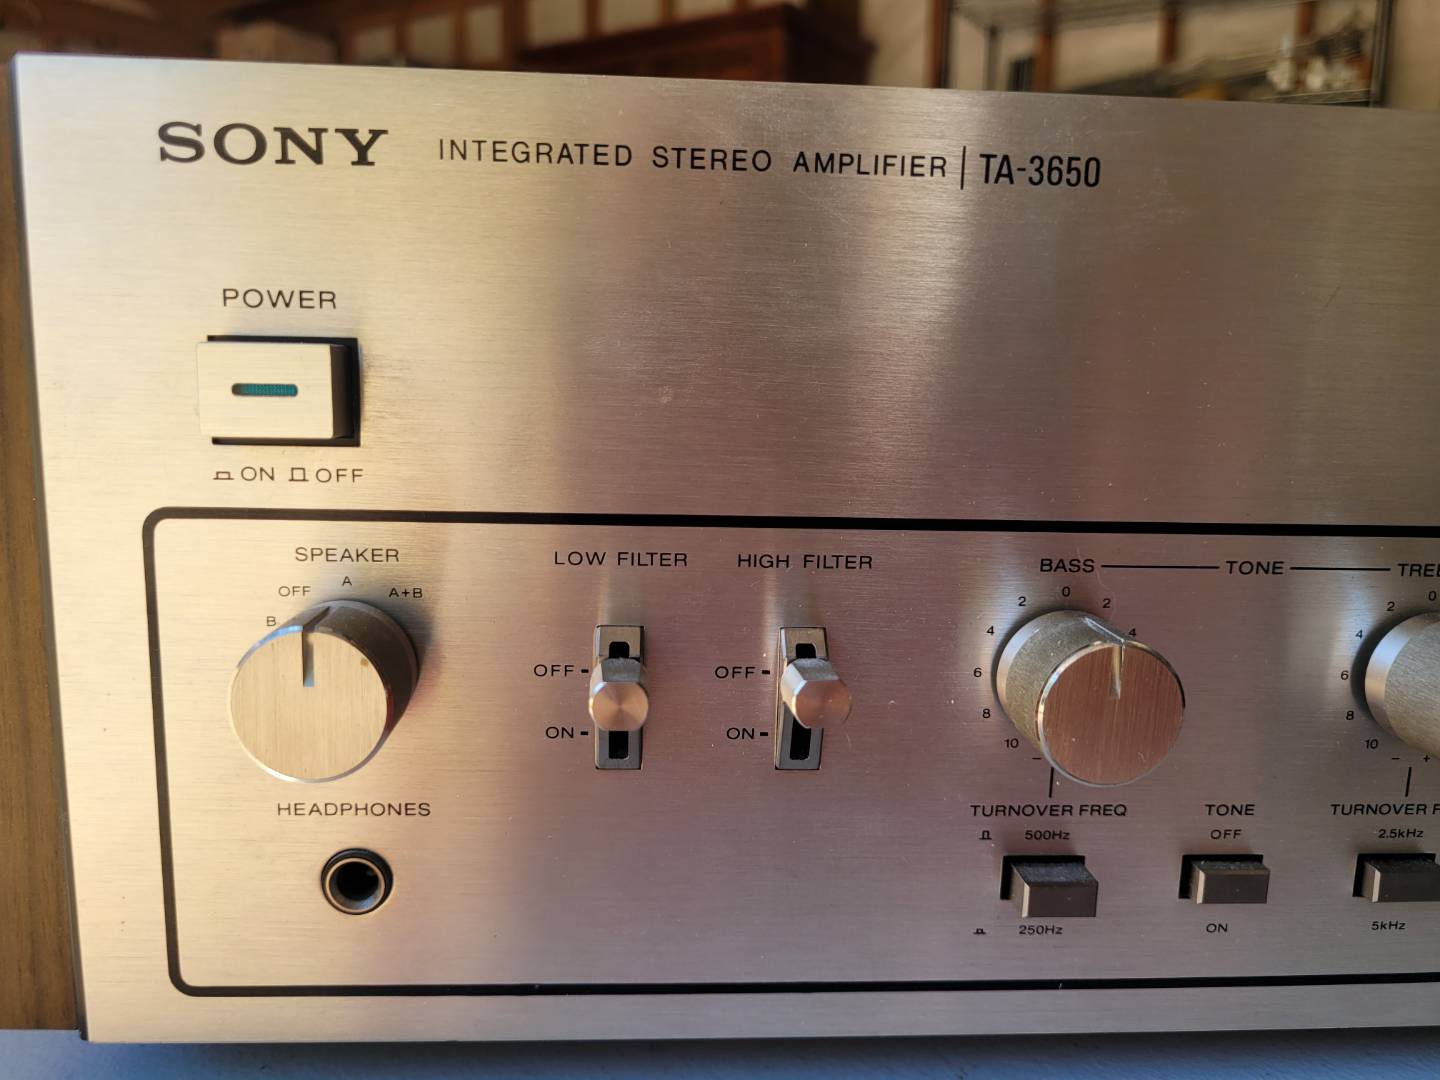 SONY INTEGRATED STEREO AMPLIFIER | TA-3650
POWER
ON OFF
SPEAKER
OFF A A+B
B
HEADPHONES
LOW FILTER
OFF
ON
HIGH FILTER
OFF
ON
BASS TONE TREB
0
2 2
4 4
6
8
10
-
TURNOVER FREQ
500Hz
250Hz
TONE
OFF
ON
0
2
4
6
8
10
- +
TURNOVER F
2.5kHz
5kHz